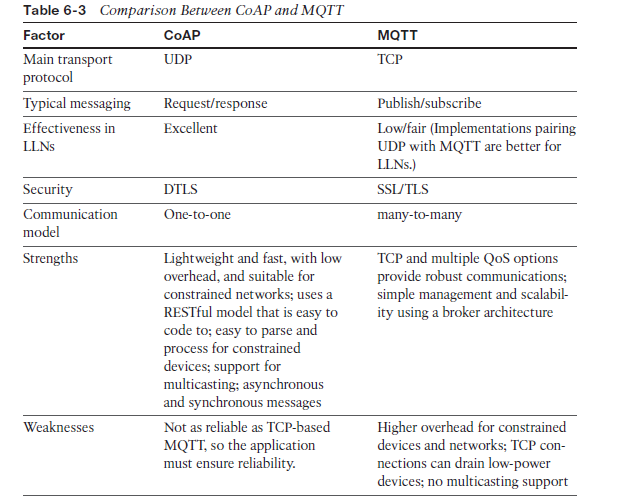 Table 6-3 Comparison Between CoAP and MQTT
Factor CoAP MQTT
Main transport protocol UDP TCP
Typical messaging Request/response Publish/subscribe
Effectiveness in LLNs Excellent Low/fair (Implementations pairing UDP with MQTT are better for LLNs.)
Security DTLS SSL/TLS
Communication model One-to-one many-to-many
Strengths
Lightweight and fast, with low
overhead, and suitable for
constrained networks; uses a
RESTful model that is easy to
code to; easy to parse and
process for constrained
devices; support for
multicasting; asynchronous
and synchronous messages
TCP and multiple QoS options
provide robust communications;
simple management and scalabil-
ity using a broker architecture
Weaknesses
Not as reliable as TCP-based
MQTT, so the application
must ensure reliability.
Higher overhead for constrained
devices and networks; TCP con-
nections can drain low-power
devices; no multicasting support